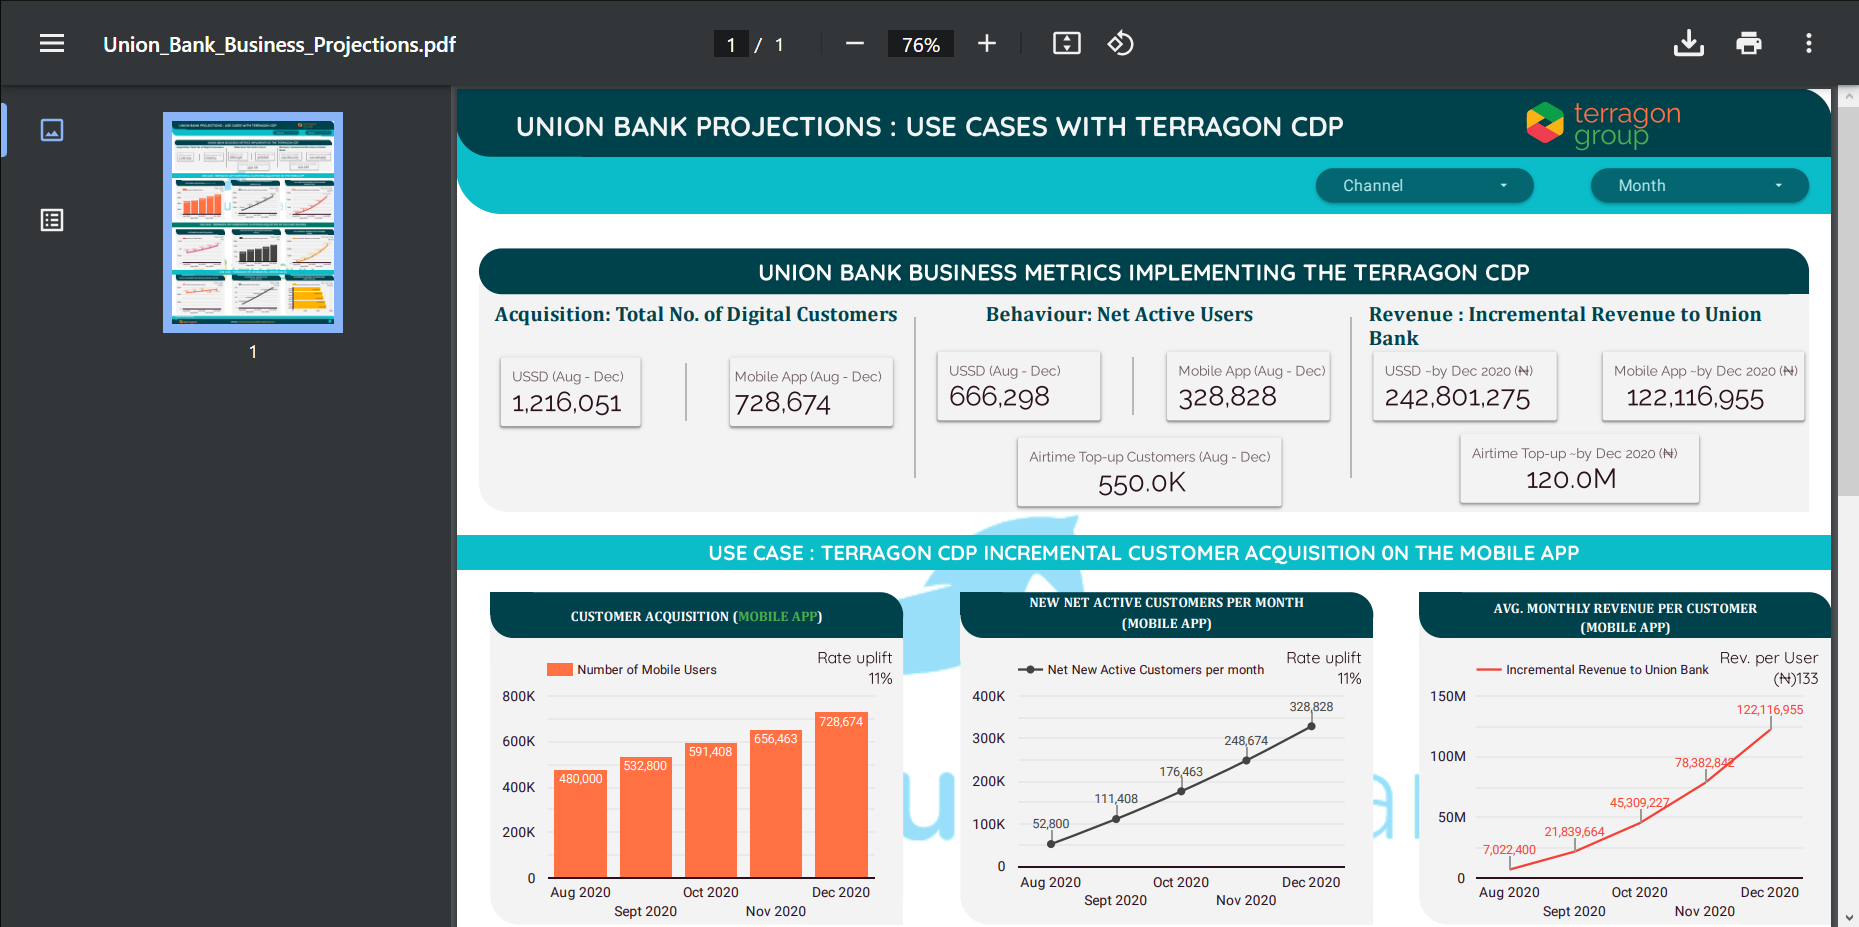 Union_Bank_Business_Projections.pdf
1 / 1
76%
1
UNION BANK PROJECTIONS : USE CASES WITH TERRAGON CDP
terragon
group
Channel
Month
UNION BANK BUSINESS METRICS IMPLEMENTING THE TERRAGON CDP
Acquisition: Total No. of Digital Customers
USSD (Aug - Dec)
1,216,051
Mobile App (Aug - Dec)
728,674
Behaviour: Net Active Users
USSD (Aug - Dec)
666,298
Mobile App (Aug - Dec)
328,828
Airtime Top-up Customers (Aug - Dec)
550.0K
Revenue : Incremental Revenue to Union
Bank
USSD ~by Dec 2020 (₦)
242,801,275
Mobile App ~by Dec 2020 (₦)
122,116,955
Airtime Top-up ~by Dec 2020 (₦)
120.0M
USE CASE : TERRAGON CDP INCREMENTAL CUSTOMER ACQUISITION 0N THE MOBILE APP
CUSTOMER ACQUISITION (MOBILE APP)
Number of Mobile Users
Rate uplift
11%
800K
600K
400K
200K
0
480,000
532,800
591,408
656,463
728,674
Aug 2020
Sept 2020
Oct 2020
Nov 2020
Dec 2020
NEW NET ACTIVE CUSTOMERS PER MONTH
(MOBILE APP)
Net New Active Customers per month
Rate uplift
11%
400K
300K
200K
100K
0
52,800
111,408
176,463
248,674
328,828
Aug 2020
Sept 2020
Oct 2020
Nov 2020
Dec 2020
AVG. MONTHLY REVENUE PER CUSTOMER
(MOBILE APP)
Incremental Revenue to Union Bank
Rev. per User
(₦)133
150M
100M
50M
0
7,022,400
21,839,664
45,309,227
78,382,842
122,116,955
Aug 2020
Sept 2020
Oct 2020
Nov 2020
Dec 2020